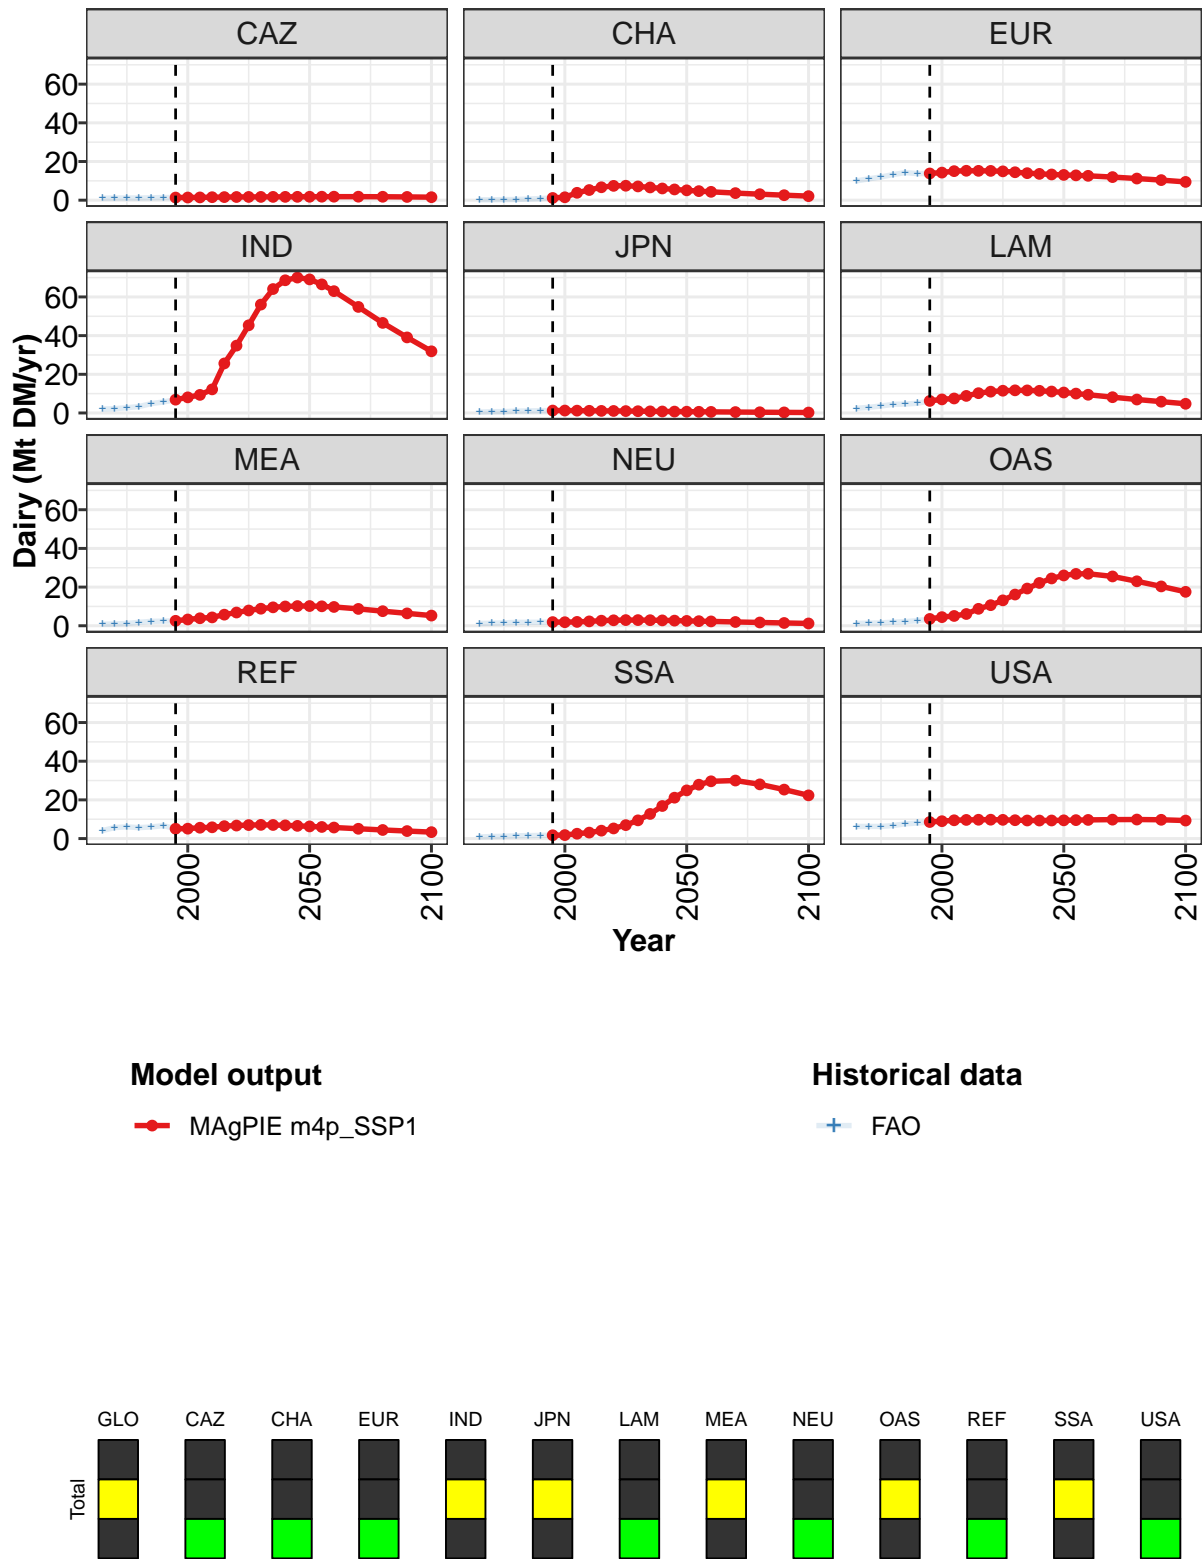 CAZ CHA EUR
60
40
20
0
IND JPN LAM
60
40
20
0
MEA NEU OAS
60
40
20
0
REF SSA USA
60
40
20
0
Dairy (Mt DM/yr)
2000 2050 2100 2000 2050 2100 2000 2050 2100
Year
Model output Historical data
MAgPIE m4p_SSP1 FAO
GLO CAZ CHA EUR IND JPN LAM MEA NEU OAS REF SSA USA
Total